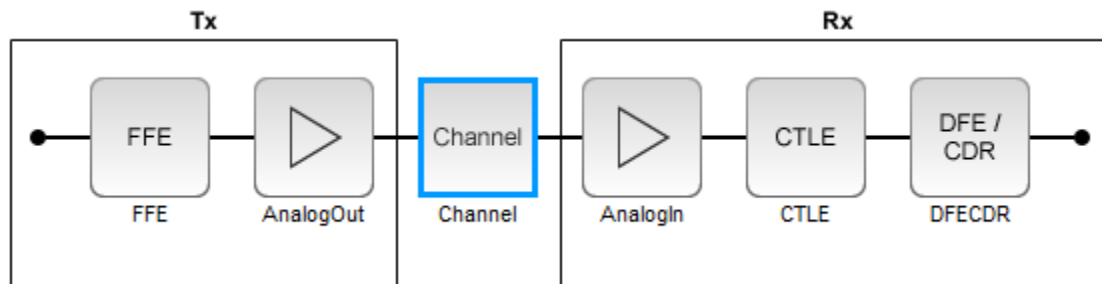 Tx
Rx
FFE
Channel
CTLE
DFE /
CDR
FFE
AnalogOut
Channel
AnalogIn
CTLE
DFECDR